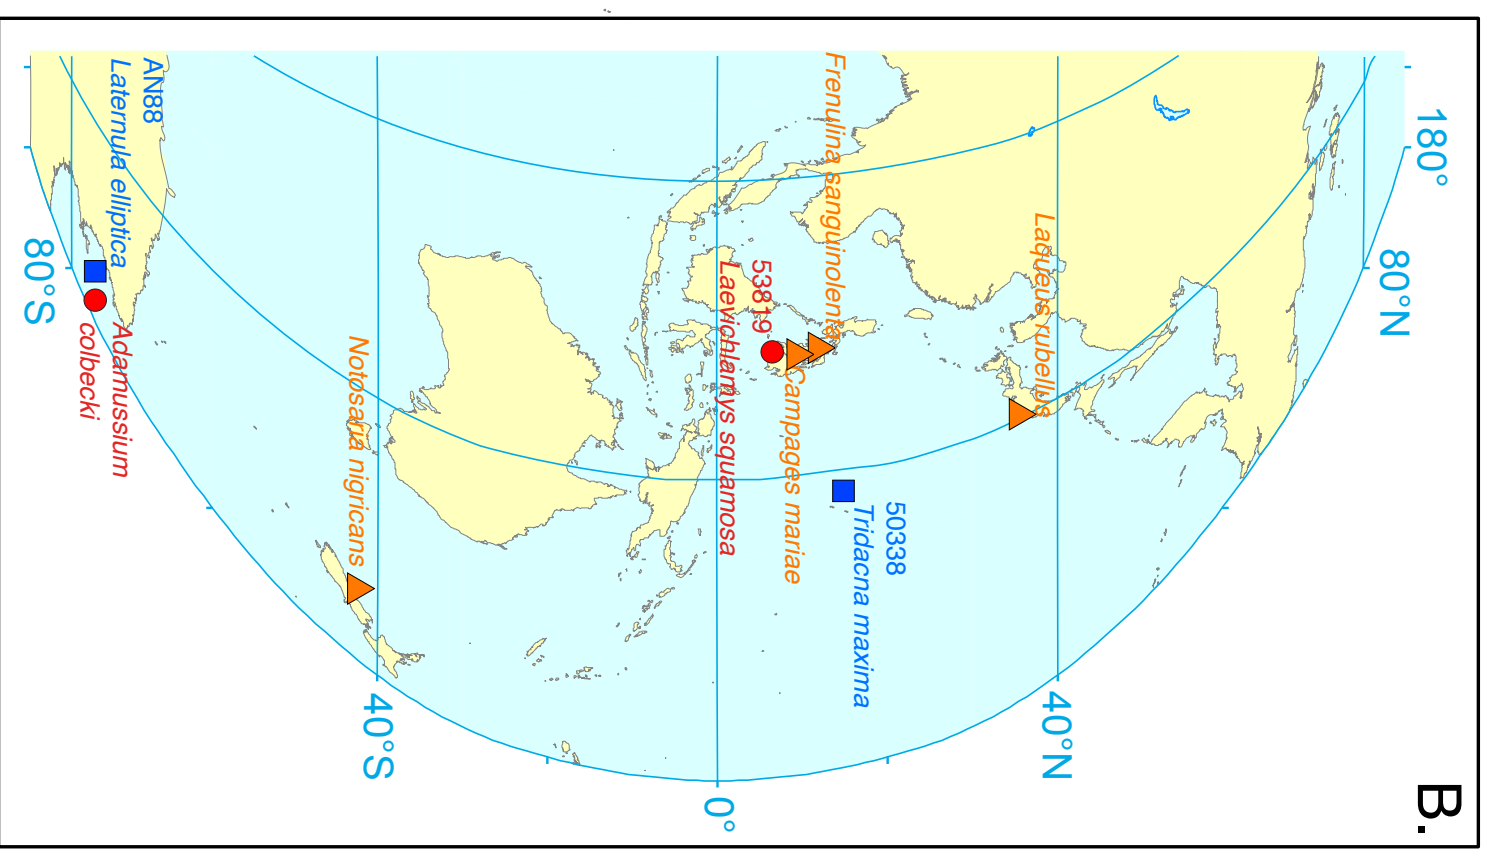 B.
180°
80°N
40°N
0°
40°S
80°S
Laqueus rubellus
Frenulina sanguinolenta
50338
Tridacna maxima
Campages mariae
53819
Laevichlamys squamosa
Notosaria nigricans
AN88
Laternula elliptica
Adamussium
colbecki